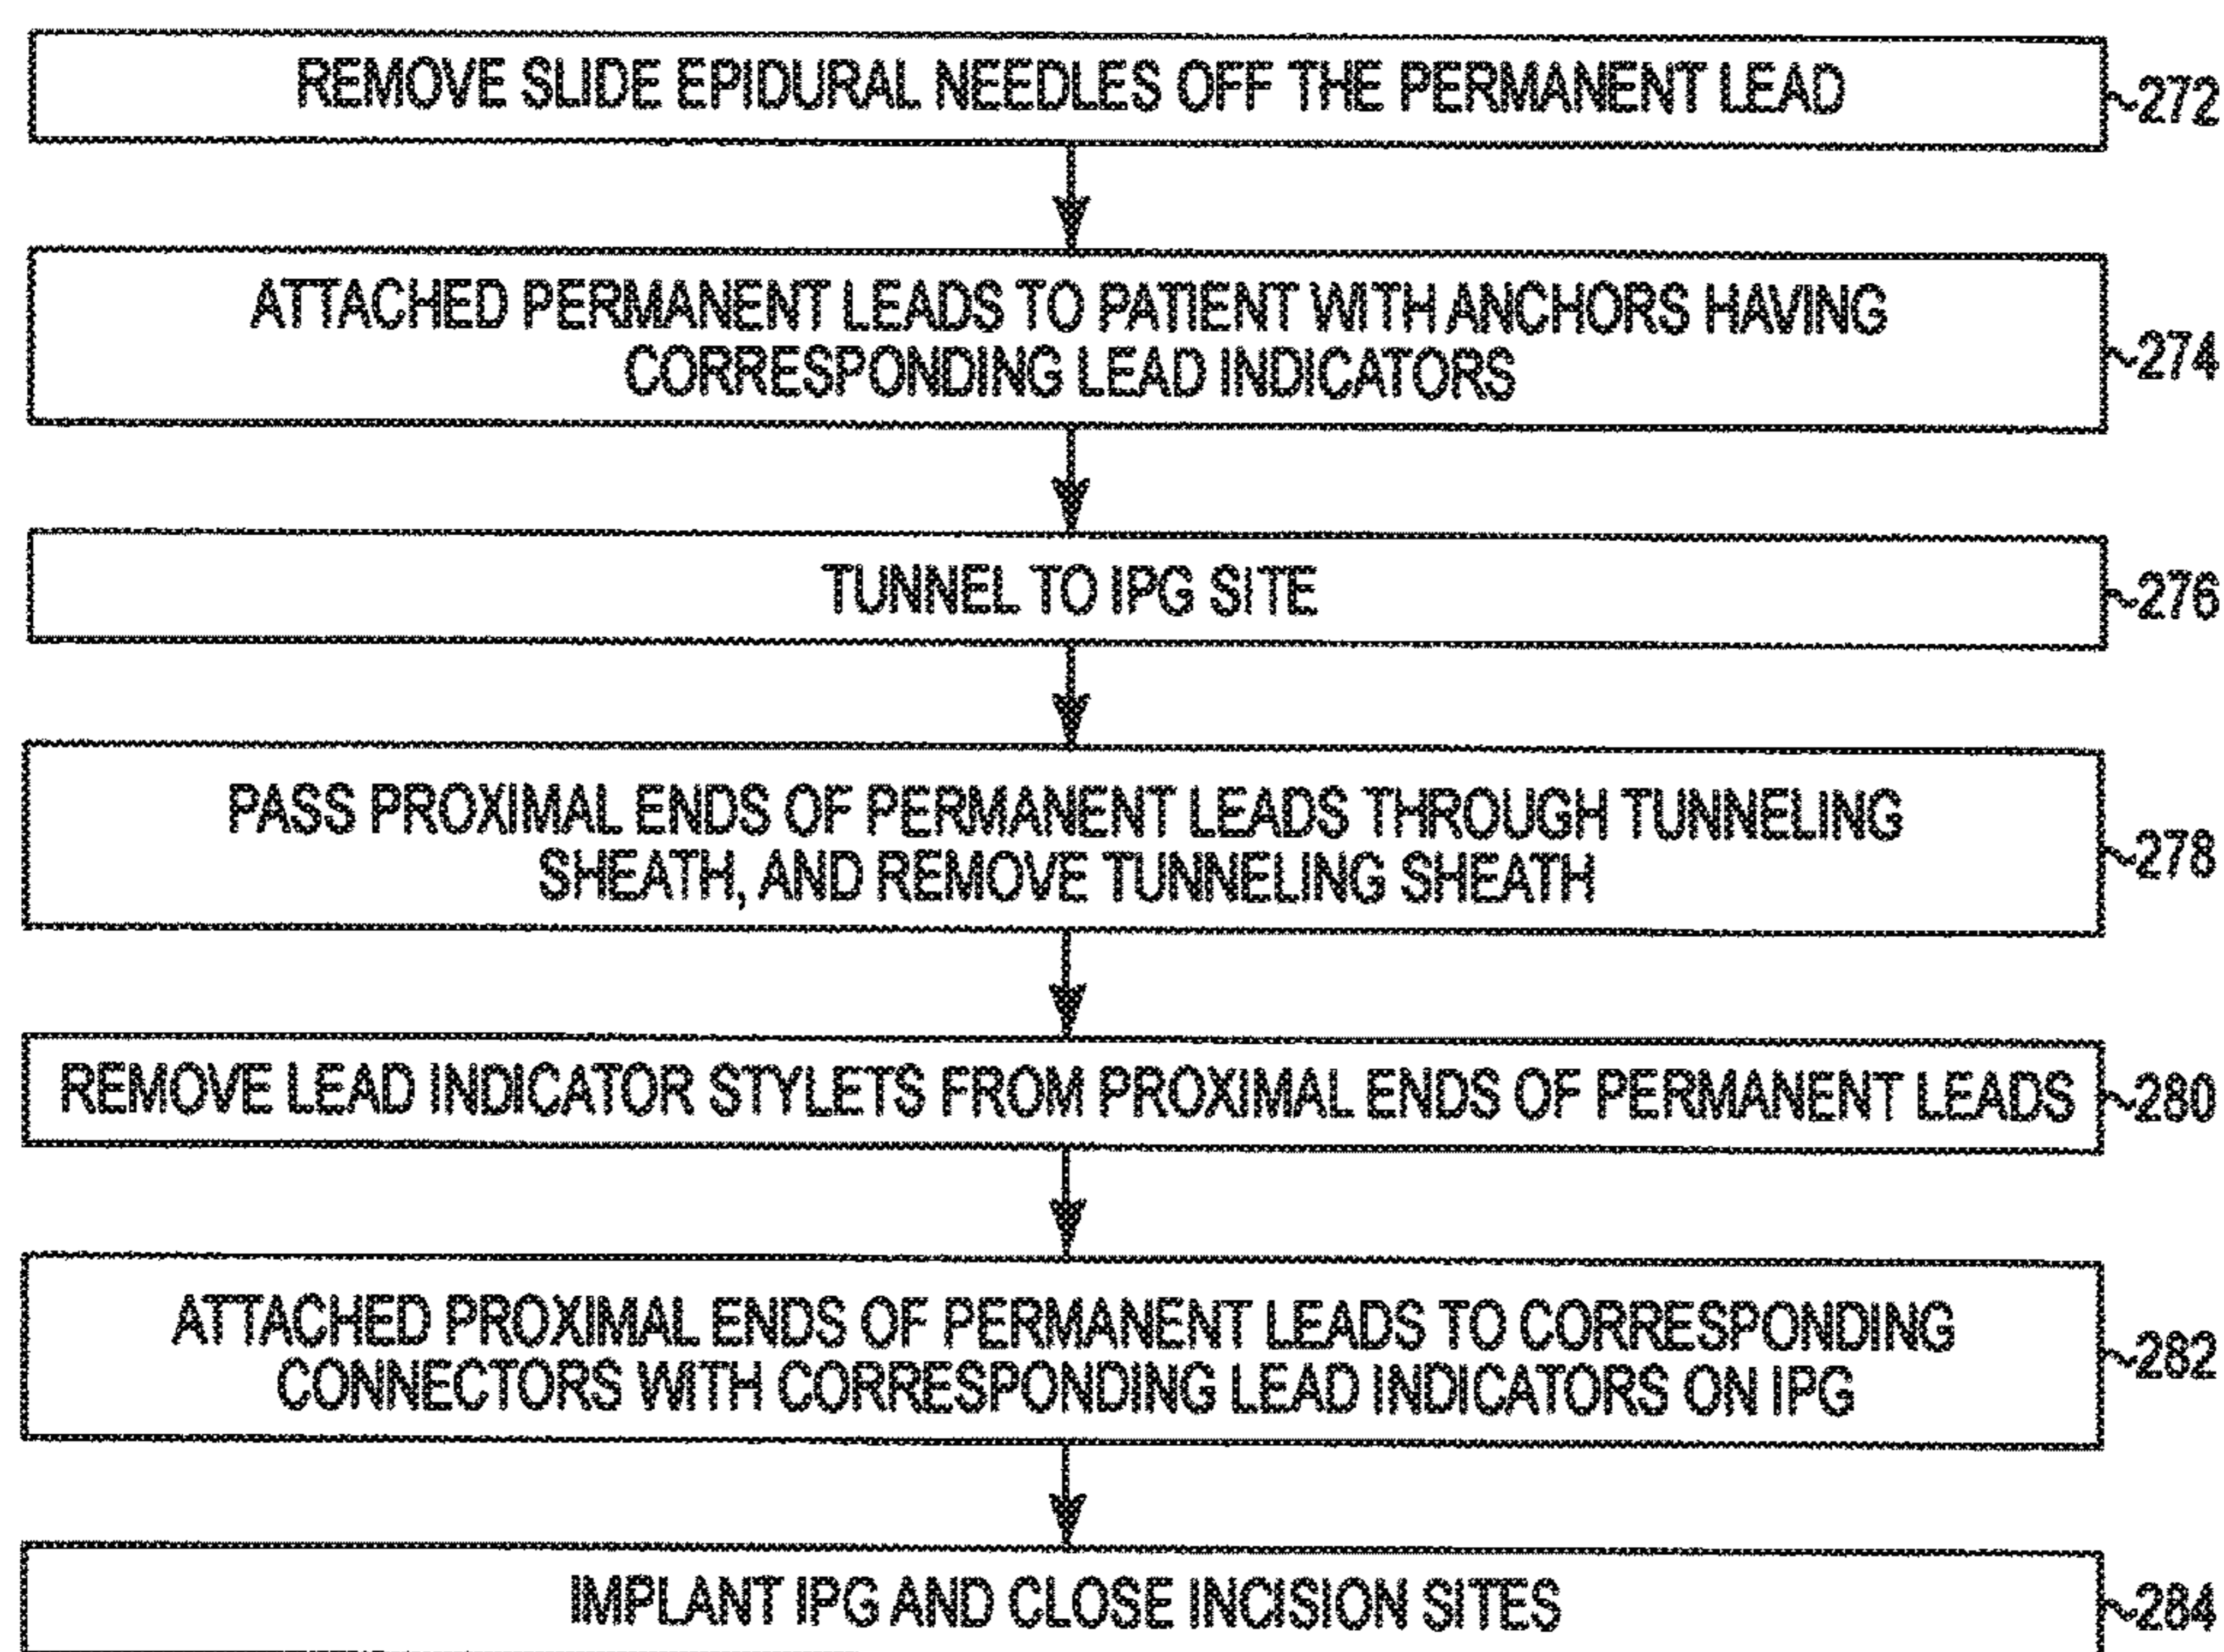 REMOVE SLIDE EPIDURAL NEEDLES OFF THE PERMANENT LEAD
272
ATTACHED PERMANENT LEADS TO PATIENT WITH ANCHORS HAVING
CORRESPONDING LEAD INDICATORS
274
TUNNEL TO IPG SITE
276
PASS PROXIMAL ENDS OF PERMANENT LEADS THROUGH TUNNELING
SHEATH, AND REMOVE TUNNELING SHEATH
278
REMOVE LEAD INDICATOR STYLETS FROM PROXIMAL ENDS OF PERMANENT LEADS
280
ATTACHED PROXIMAL ENDS OF PERMANENT LEADS TO CORRESPONDING
CONNECTORS WITH CORRESPONDING LEAD INDICATORS ON IPG
282
IMPLANT IPG AND CLOSE INCISION SITES
284